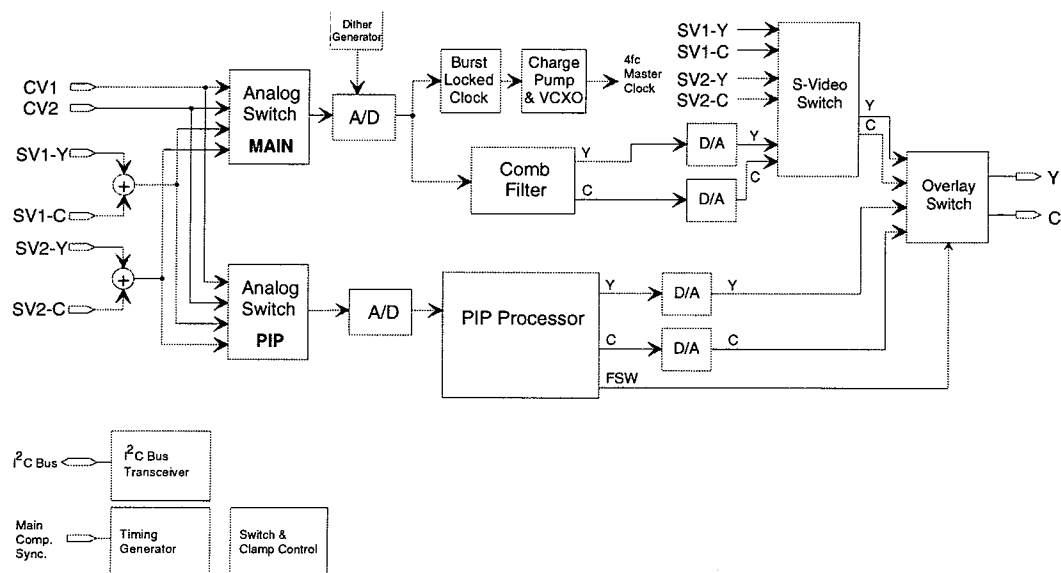 Dither
Generator
CV1
CV2
SV1-Y
SV1-C
SV2-Y
SV2-C
Analog
Switch
MAIN
A/D
Burst
Locked
Clock
Charge
Pump
& VCXO
4fc
Master
Clock
SV1-Y
SV1-C
SV2-Y
SV2-C
S-Video
Switch
Y
C
Comb
Filter
Y
C
D/A
D/A
Y
C
Overlay
Switch
Y
C
Analog
Switch
PIP
A/D
PIP Processor
Y
C
FSW
D/A
D/A
Y
C
I²C Bus
I²C Bus
Transceiver
Main
Comp.
Sync.
Timing
Generator
Switch &
Clamp Control